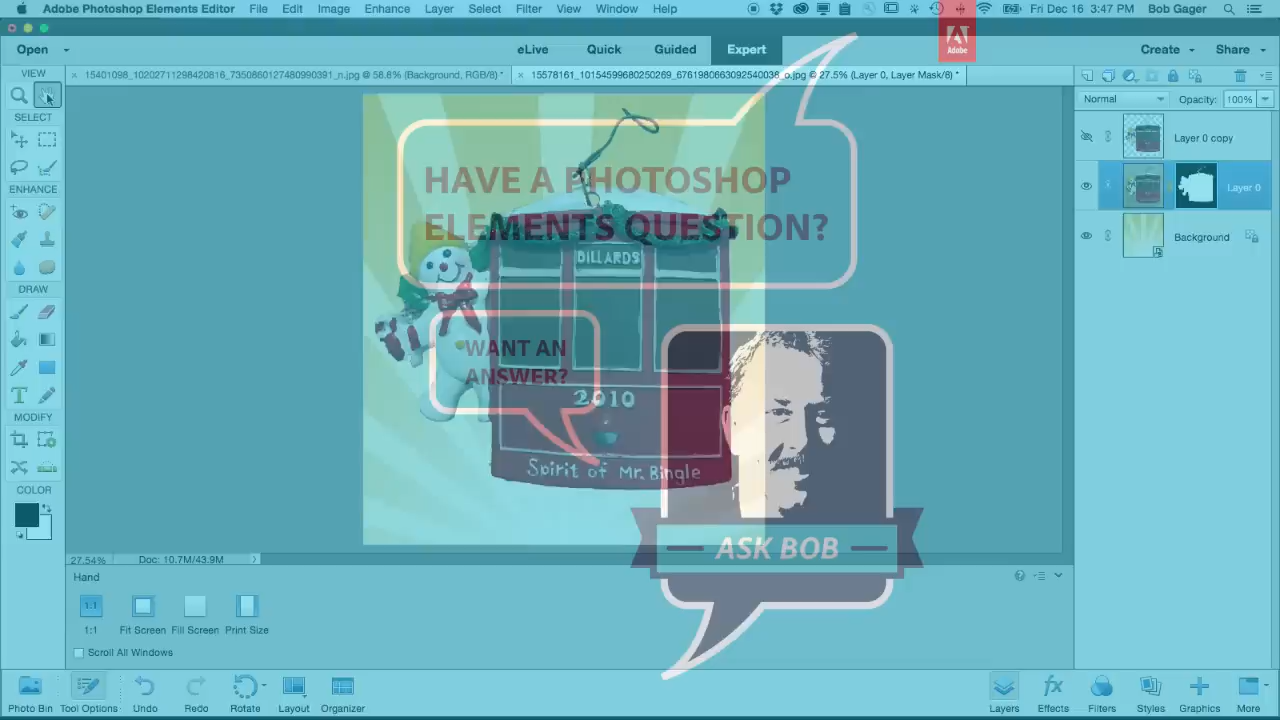 Adobe Photoshop Elements Editor File Edit Image Enhance Layer Select Filter View Window Help Fri Dec 16 3:47 PM Bob Gager
Adobe
Open eLive Quick Guided Expert Create Share
VIEW
15401098_10202711298420816_7350860127480990391_n.jpg @ 58.6% (Background, RGB/8) *
15578161_10154599680250269_6761980663092540038_o.jpg @ 27.5% (Layer 0, Layer Mask/8) *
Normal Opacity: 100%
SELECT
Layer 0 copy
HAVE A PHOTOSHOP
ELEMENTS QUESTION?
ENHANCE
Layer 0
Background
BILLARDS
DRAW
WANT AN
ANSWER?
2010
MODIFY
Spirit of Mr. Bingle
COLOR
ASK BOB
27.54% Doc: 10.7M/43.9M
Hand
1:1
1:1 Fit Screen Fill Screen Print Size
Scroll All Windows
Photo Bin Tool Options Undo Redo Rotate Layout Organizer
fx
Layers Effects Filters Styles Graphics More